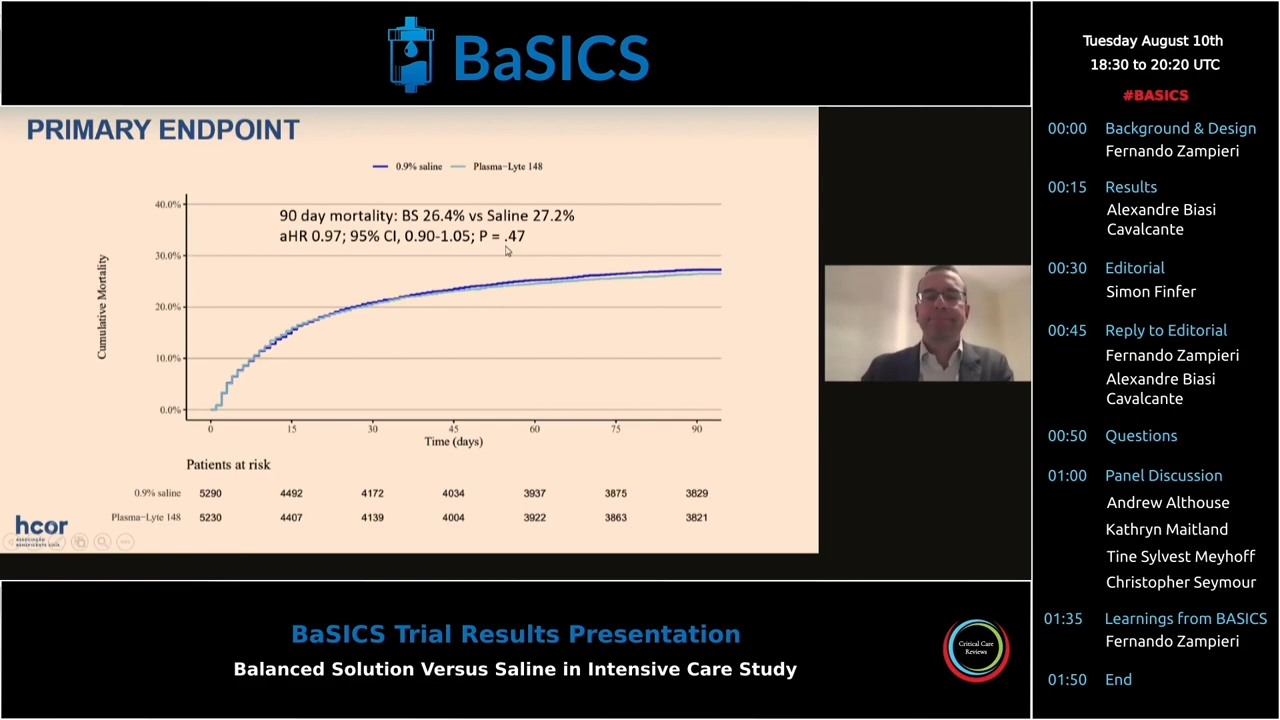 BaSICS
PRIMARY ENDPOINT
0.9% saline
Plasma-Lyte 148
90 day mortality: BS 26.4% vs Saline 27.2%
aHR 0.97; 95% CI, 0.90-1.05; P = .47
Cumulative Mortality
40.0%
30.0%
20.0%
10.0%
0.0%
0 15 30 45 60 75 90
Time (days)
Patients at risk
0.9% saline 5290 4492 4172 4034 3937 3875 3829
Plasma-Lyte 148 5230 4407 4139 4004 3922 3863 3821
hcor
BaSICS Trial Results Presentation
Balanced Solution Versus Saline in Intensive Care Study
Critical Care
Reviews
Tuesday August 10th
18:30 to 20:20 UTC
#BASICS
00:00 Background & Design
Fernando Zampieri
00:15 Results
Alexandre Biasi
Cavalcante
00:30 Editorial
Simon Finfer
00:45 Reply to Editorial
Fernando Zampieri
Alexandre Biasi
Cavalcante
00:50 Questions
01:00 Panel Discussion
Andrew Althouse
Kathryn Maitland
Tine Sylvest Meyhoff
Christopher Seymour
01:35 Learnings from BASICS
Fernando Zampieri
01:50 End